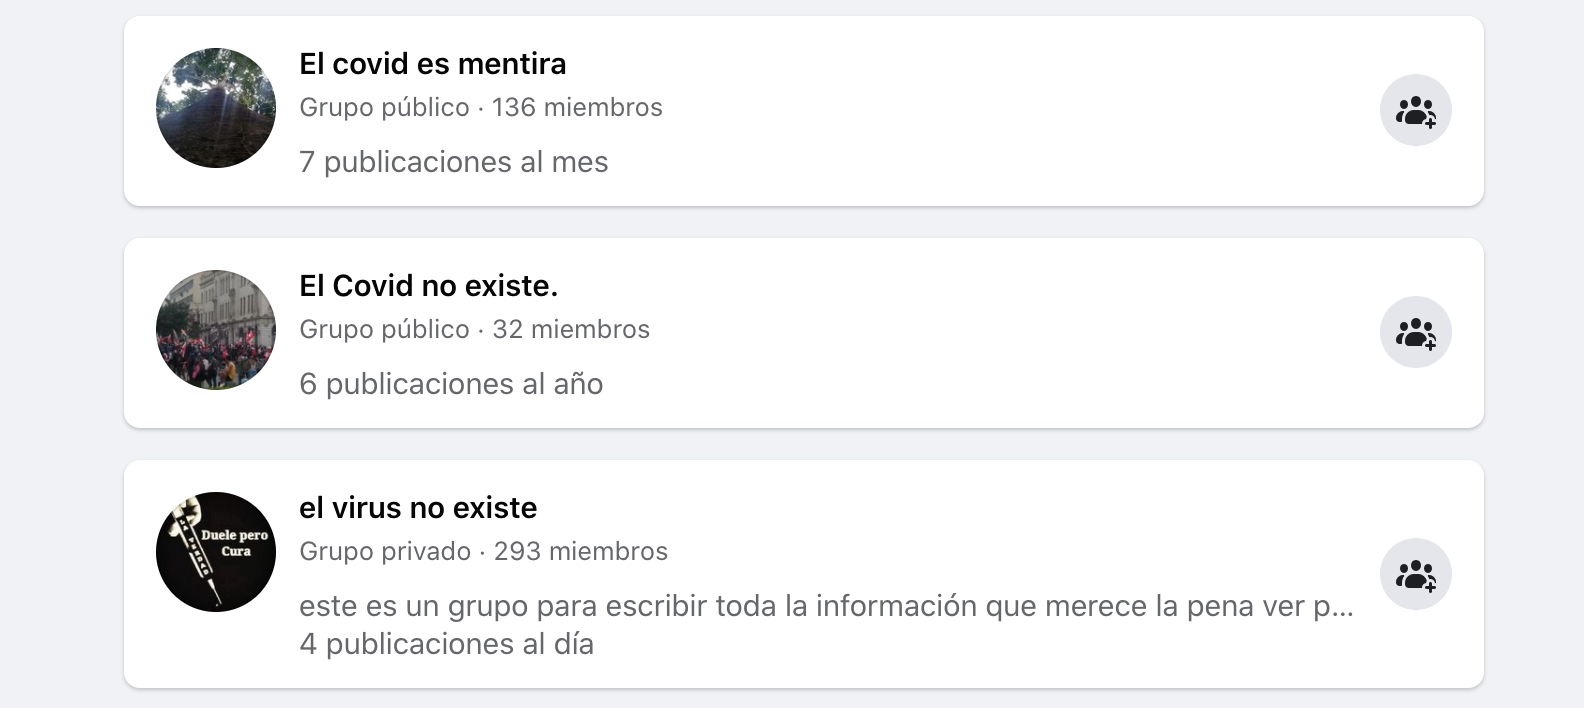 El covid es mentira
Grupo público · 136 miembros
7 publicaciones al mes
El Covid no existe.
Grupo público · 32 miembros
6 publicaciones al año
el virus no existe
Duele pero
Cura
Grupo privado · 293 miembros
este es un grupo para escribir toda la información que merece la pena ver p...
4 publicaciones al día